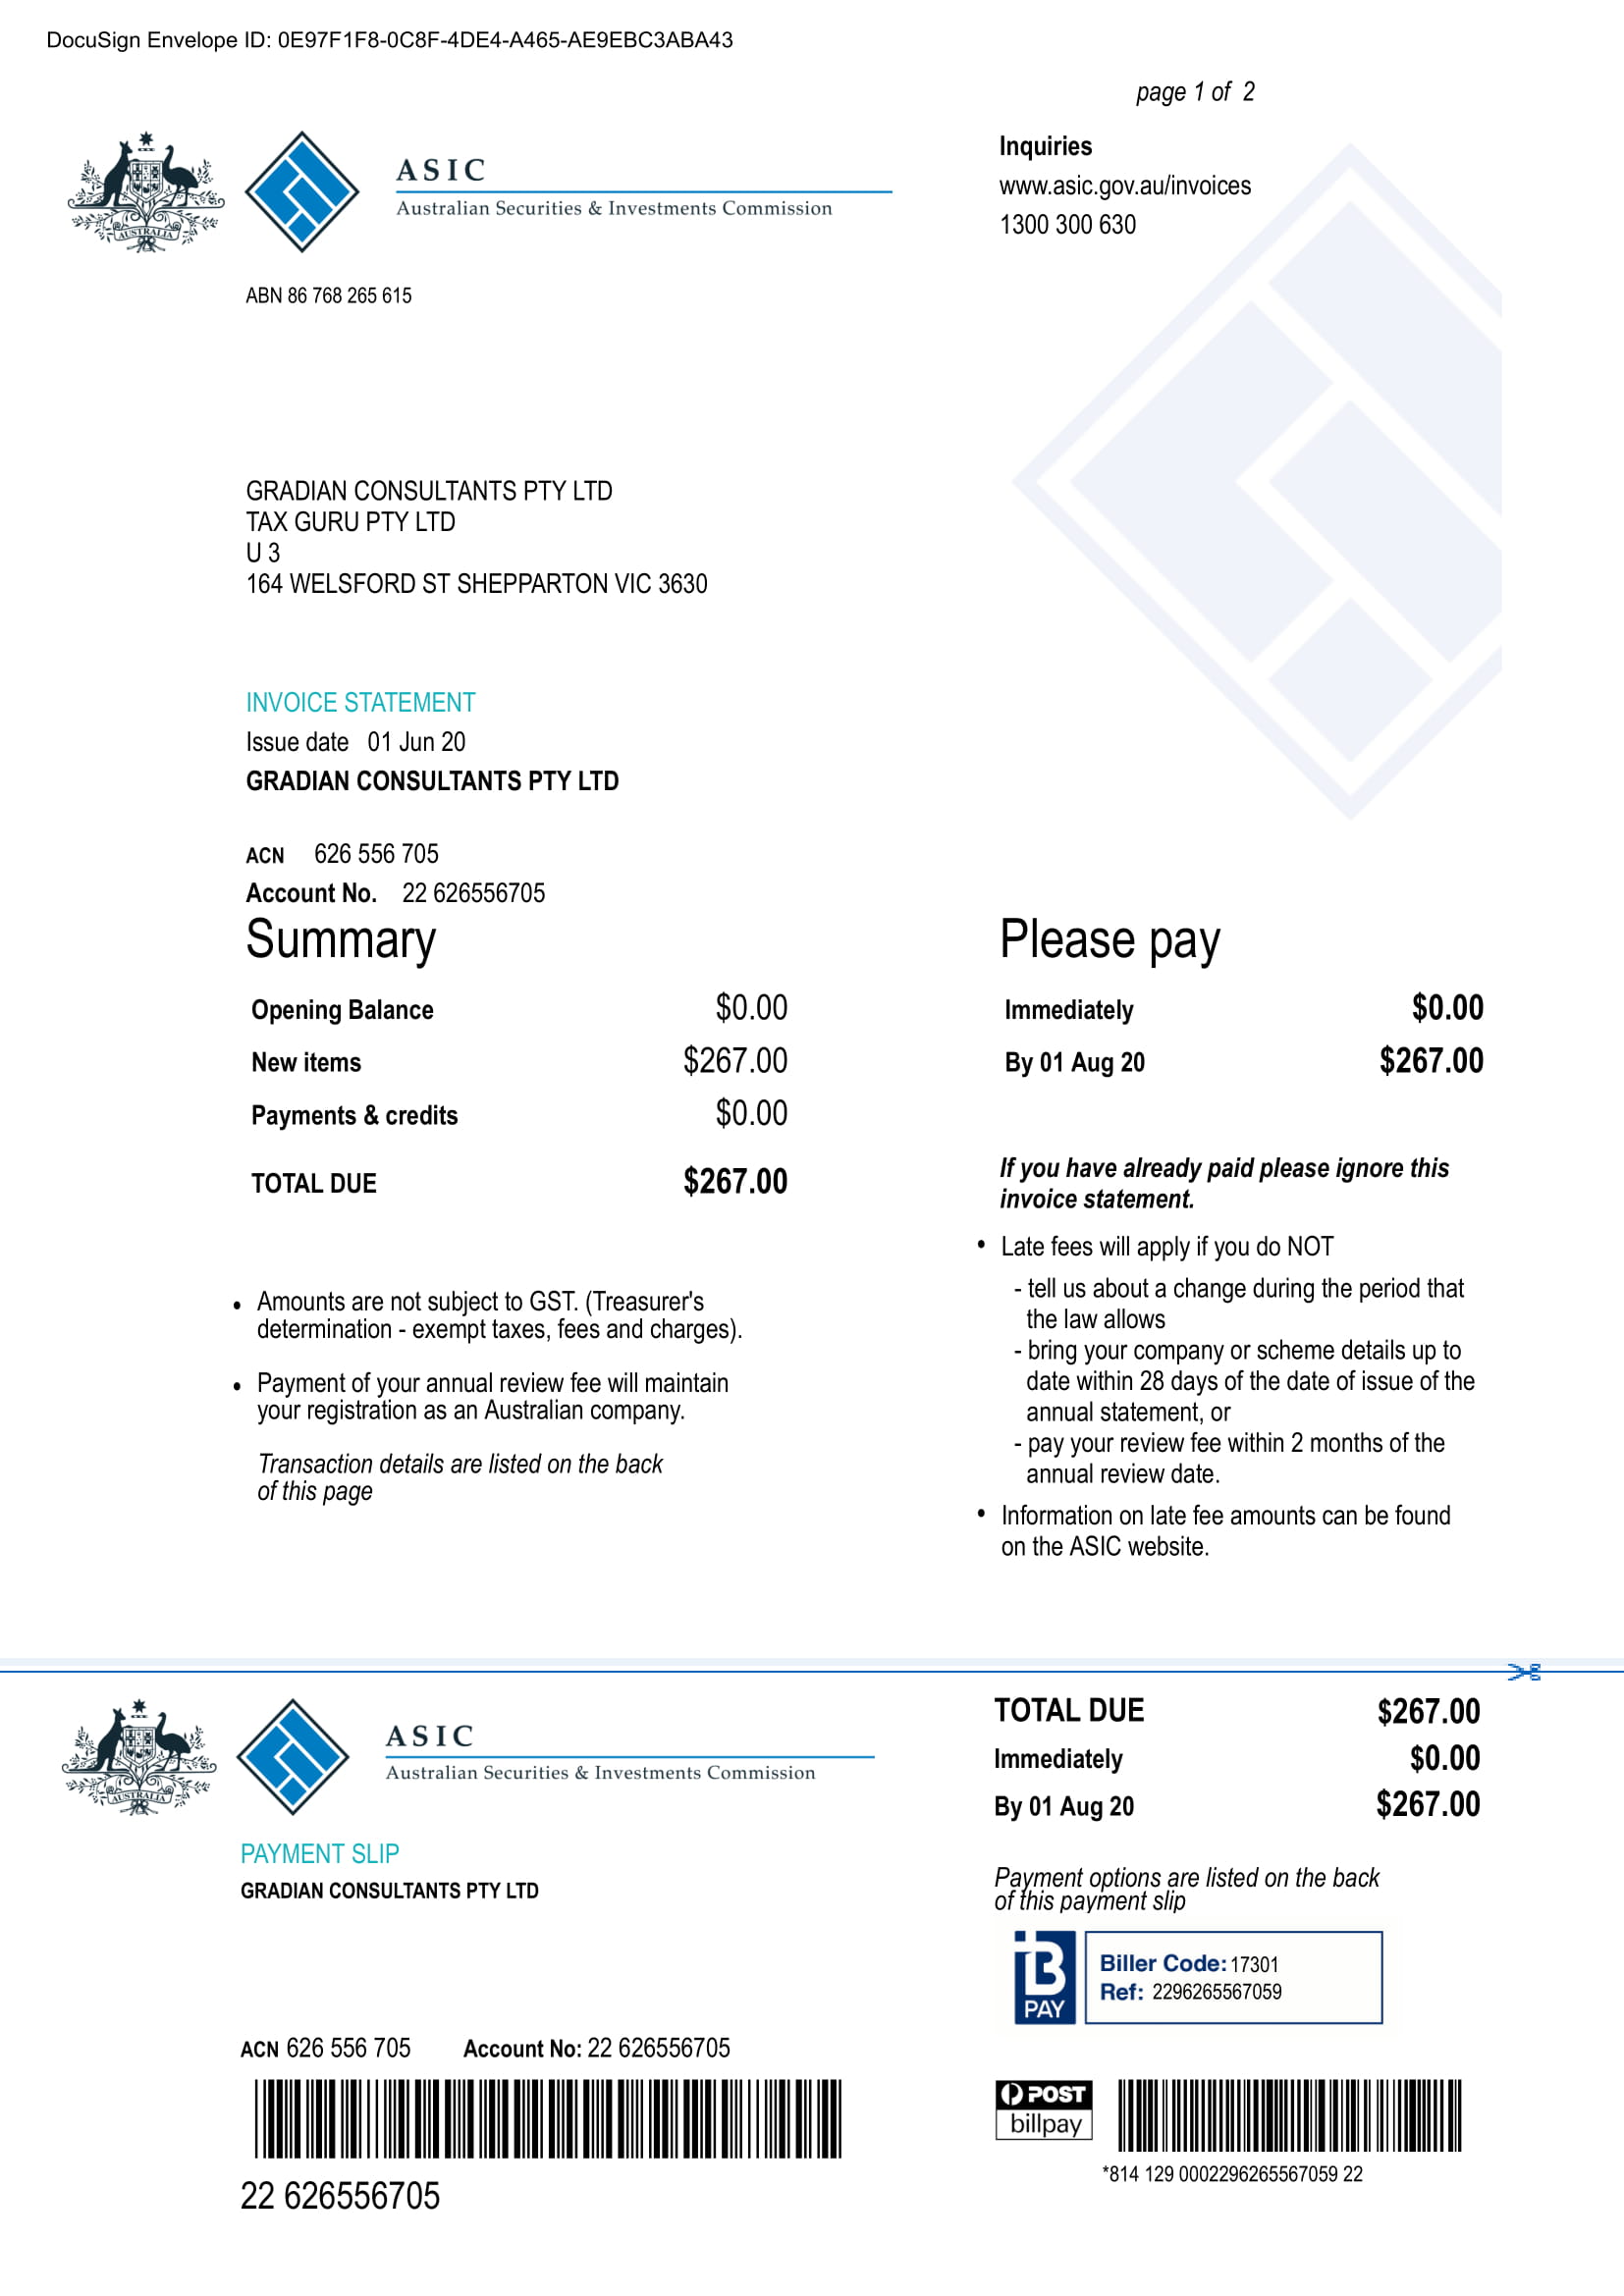 DocuSign Envelope ID: 0E97F1F8-0C8F-4DE4-A465-AE9EBC3ABA43
page 1 of 2
AUSTRALIA
ASIC
Australian Securities & Investments Commission
ABN 86 768 265 615
Inquiries
www.asic.gov.au/invoices
1300 300 630
GRADIAN CONSULTANTS PTY LTD
TAX GURU PTY LTD
U 3
164 WELSFORD ST SHEPPARTON VIC 3630
INVOICE STATEMENT
Issue date 01 Jun 20
GRADIAN CONSULTANTS PTY LTD
ACN 626 556 705
Account No. 22 626556705
Summary
Opening Balance $0.00
New items $267.00
Payments & credits $0.00
TOTAL DUE $267.00
• Amounts are not subject to GST. (Treasurer's
determination - exempt taxes, fees and charges).
• Payment of your annual review fee will maintain
your registration as an Australian company.
Transaction details are listed on the back
of this page
Please pay
Immediately $0.00
By 01 Aug 20 $267.00
If you have already paid please ignore this
invoice statement.
• Late fees will apply if you do NOT
- tell us about a change during the period that
the law allows
- bring your company or scheme details up to
date within 28 days of the date of issue of the
annual statement, or
- pay your review fee within 2 months of the
annual review date.
• Information on late fee amounts can be found
on the ASIC website.
AUSTRALIA
ASIC
Australian Securities & Investments Commission
PAYMENT SLIP
GRADIAN CONSULTANTS PTY LTD
ACN 626 556 705 Account No: 22 626556705
22 626556705
TOTAL DUE $267.00
Immediately $0.00
By 01 Aug 20 $267.00
Payment options are listed on the back
of this payment slip
B
PAY
Biller Code: 17301
Ref: 2296265567059
POST
billpay
*814 129 0002296265567059 22